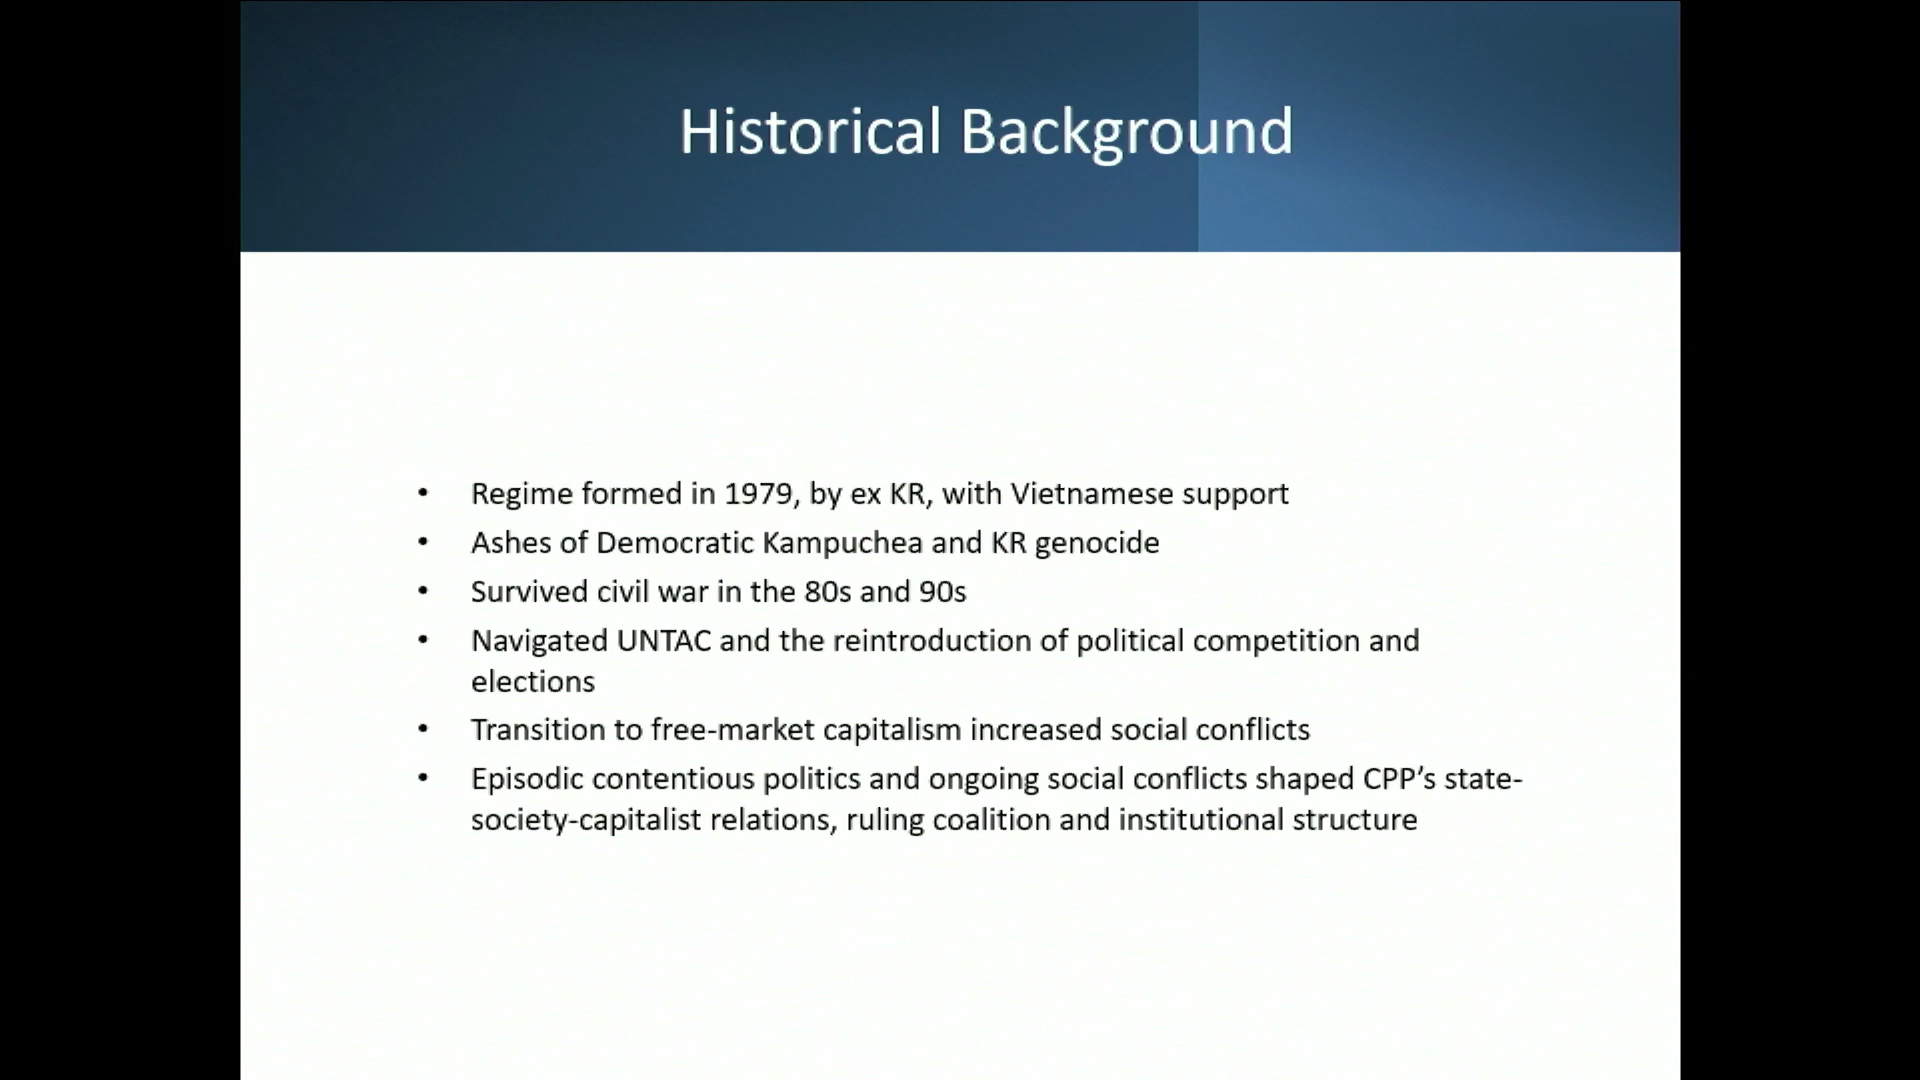 Historical Background
• Regime formed in 1979, by ex KR, with Vietnamese support
• Ashes of Democratic Kampuchea and KR genocide
• Survived civil war in the 80s and 90s
• Navigated UNTAC and the reintroduction of political competition and
elections
• Transition to free-market capitalism increased social conflicts
• Episodic contentious politics and ongoing social conflicts shaped CPP’s state-
society-capitalist relations, ruling coalition and institutional structure